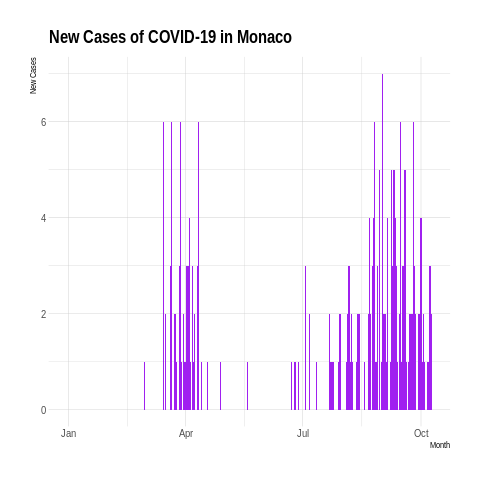 New Cases of COVID-19 in Monaco
New Cases
6
4
2
0
Jan Apr Jul Oct
Month